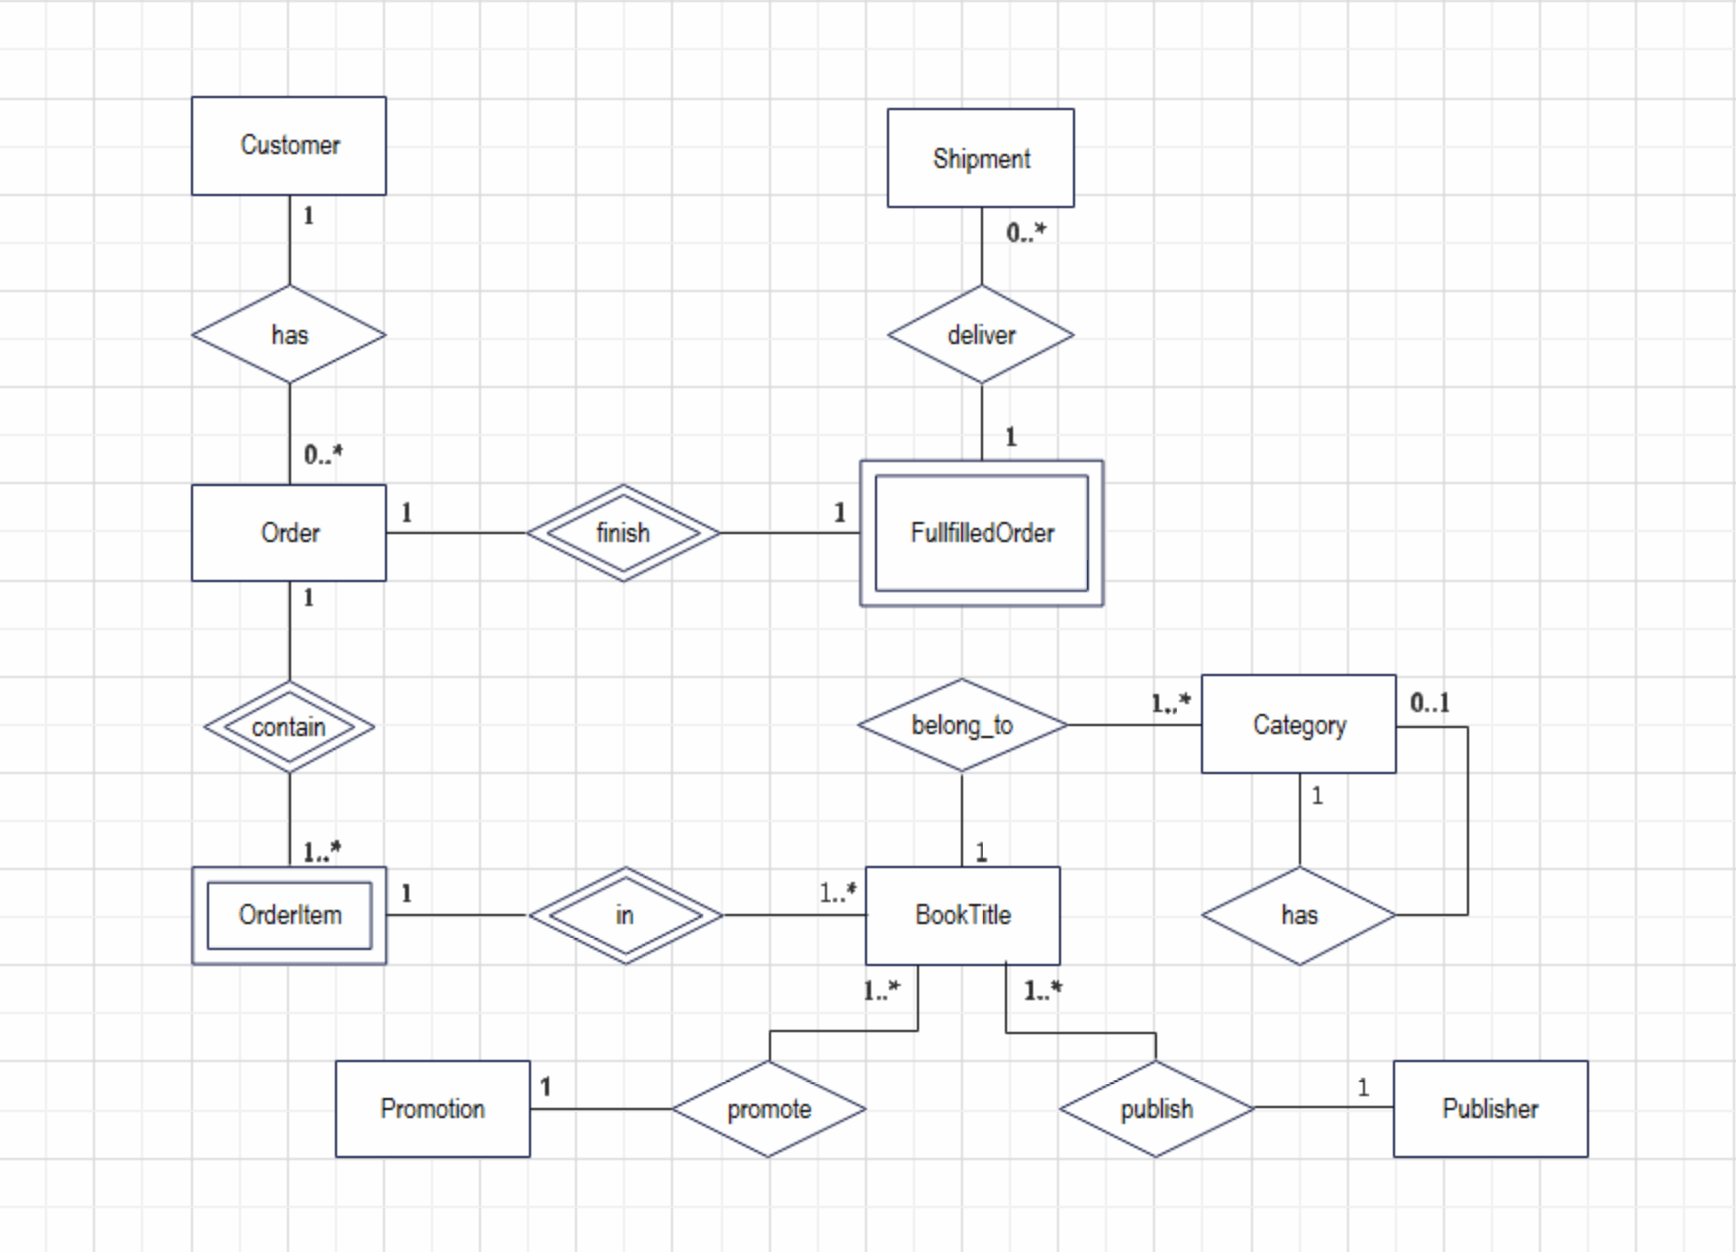 Customer
Shipment
1
0..*
has
deliver
0..*
1
Order
1
finish
1
FullfilledOrder
1
contain
belong_to
1..*
Category
0..1
1
1..*
1
OrderItem
1
in
1..*
BookTitle
has
1..*
1..*
Promotion
1
promote
publish
1
Publisher